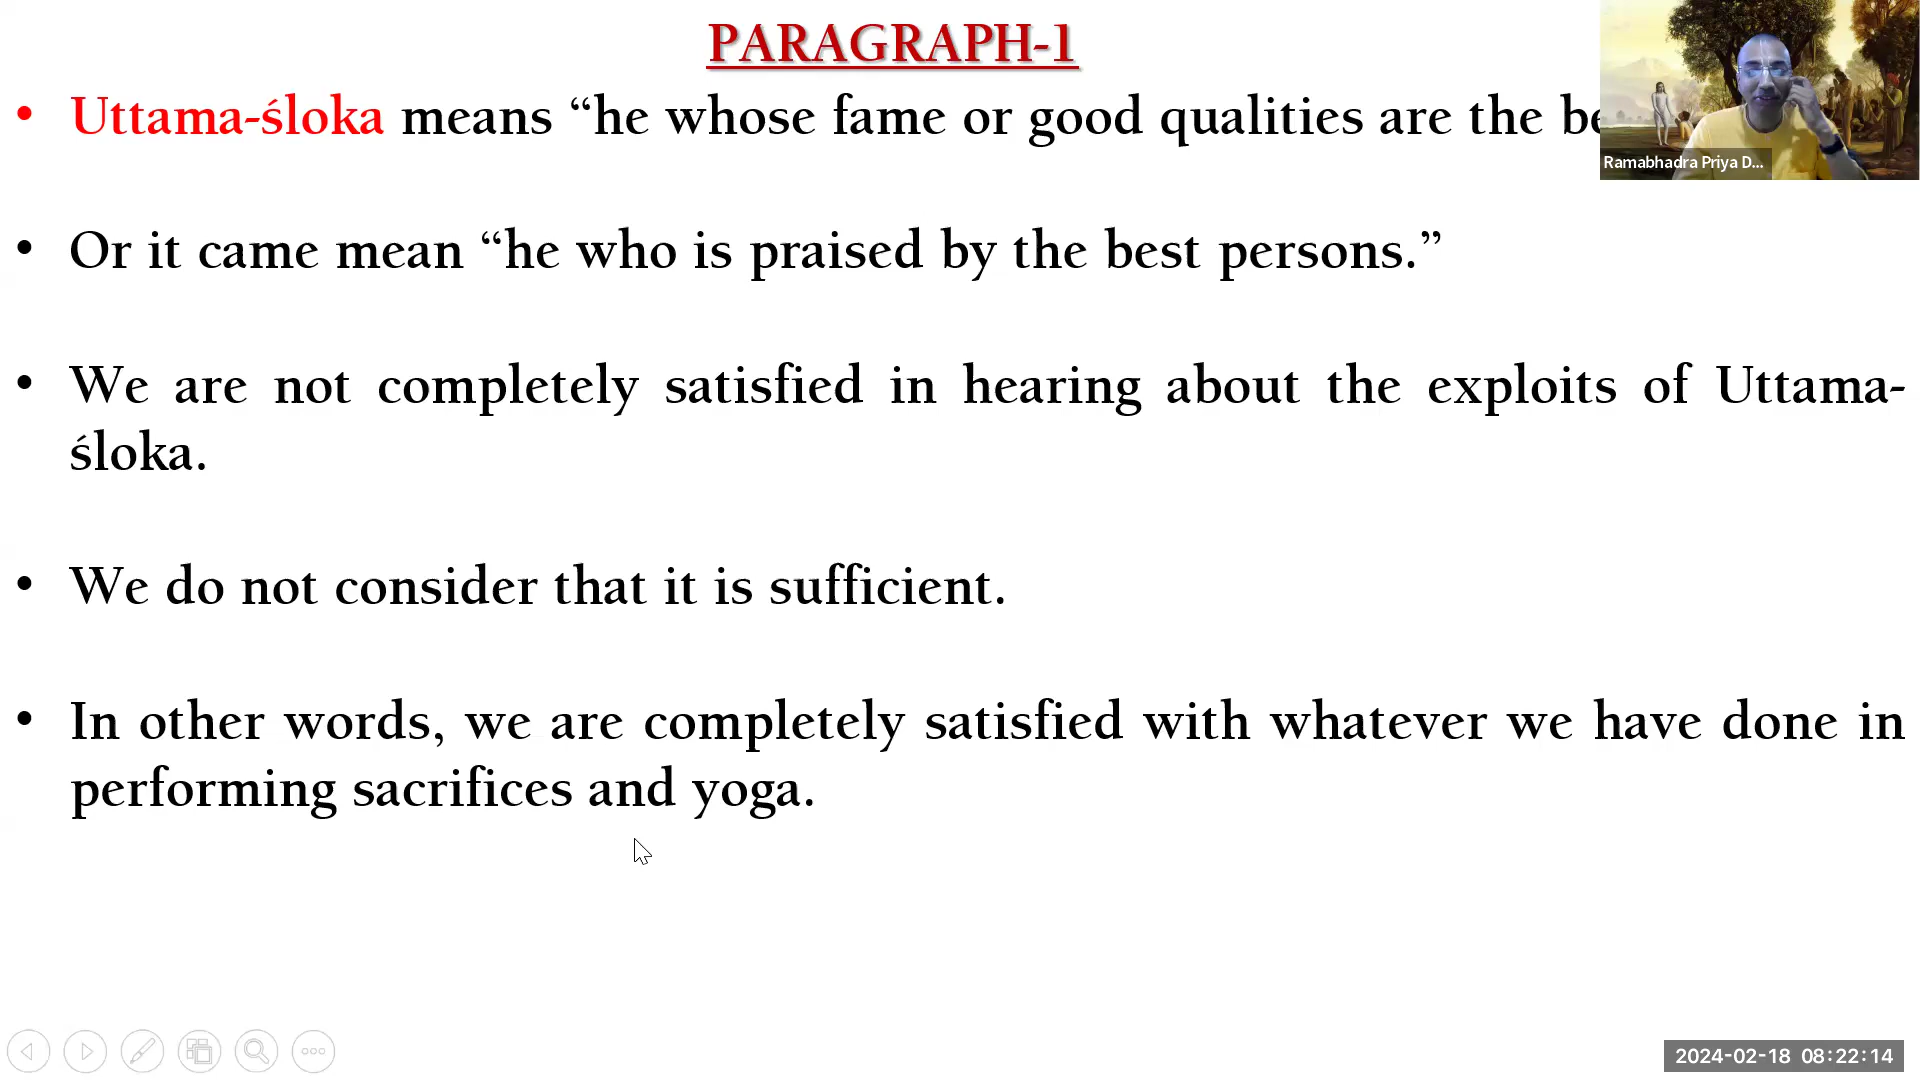 PARAGRAPH-1
• Uttama-śloka means “he whose fame or good qualities are the
• Or it came mean “he who is praised by the best persons.”
• We are not completely satisfied in hearing about the exploits of Uttama-
śloka.
• We do not consider that it is sufficient.
• In other words, we are completely satisfied with whatever we have done in
performing sacrifices and yoga.
Ramabhadra Priya D...
2024-02-18 08:22:14